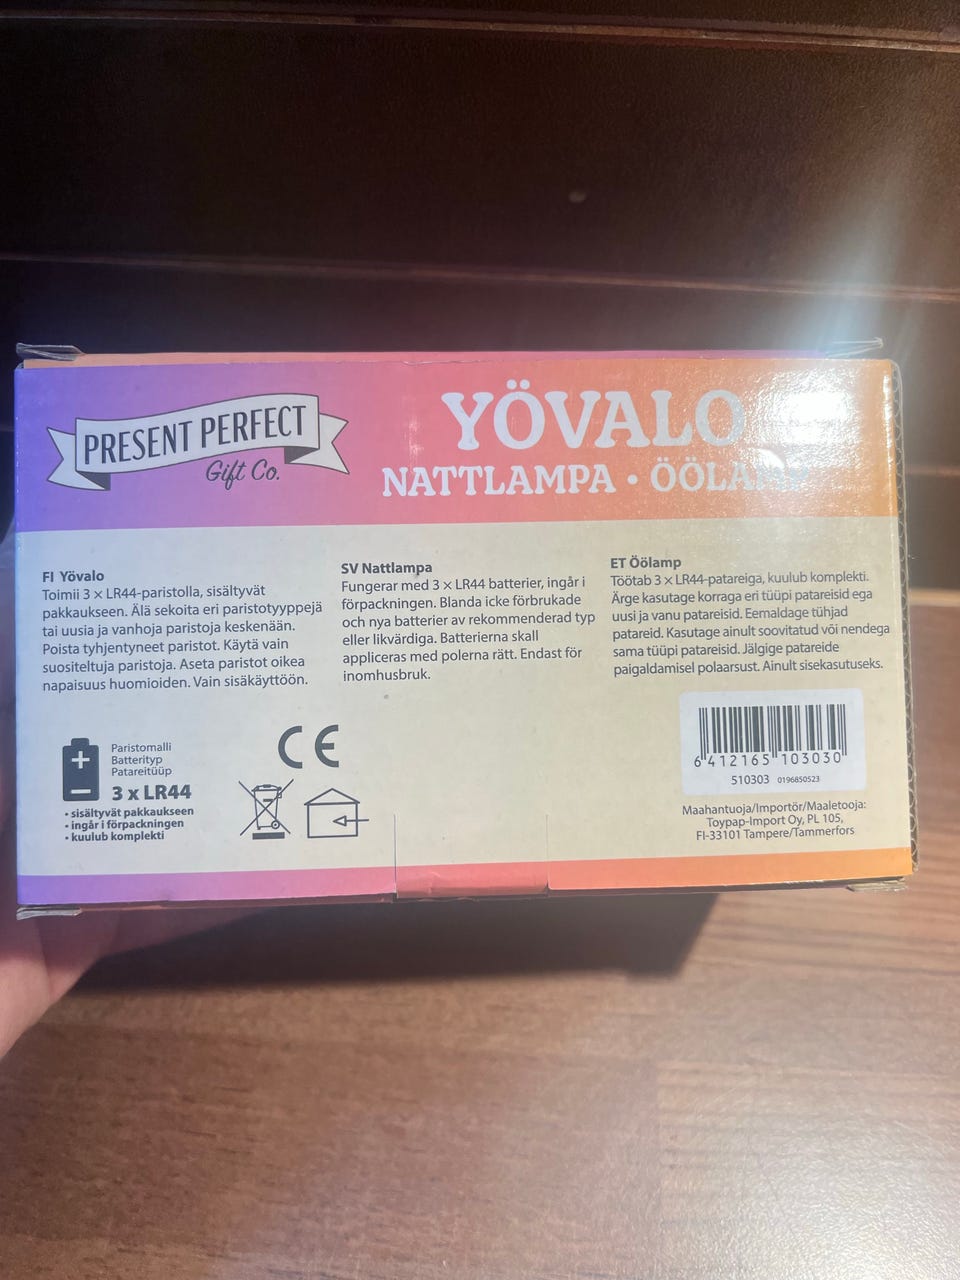 PRESENT PERFECT
Gift Co.
YÖVALO
NATTLAMPA •
FI Yövalo
Toimii 3 × LR44-paristolla, sisältyvät
pakkaukseen. Älä sekoita eri paristotyyppejä
tai uusia ja vanhoja paristoja keskenään.
Poista tyhjentyneet paristot. Käytä vain
suositeltuja paristoja. Aseta paristot oikea
napaisuus huomioiden. Vain sisäkäyttöön.
SV Nattlampa
Fungerar med 3 × LR44 batterier, ingår i
förpackningen. Blanda icke förbrukade
och nya batterier av rekommenderad typ
eller likvärdiga. Batterierna skall
appliceras med polerna rätt. Endast för
inomhusbruk.
ET Öölamp
Töötab 3 × LR44-patareiga, kuulub komplekti.
Ärge kasutage korraga eri tüüpi patareisid ega
uusi ja vanu patareisid. Eemaldage tühjad
patareid. Kasutage ainult soovitatud või nendega
sama tüüpi patareisid. Jälgige patareide
paigaldamisel polaarsust. Ainult sisekasutuseks.
Paristomalli
Batterityp
Patareitüüp
3 x LR44
• sisältyvät pakkaukseen
• ingår i förpackningen
• kuulub komplekti
CE
6 412165 103030
510303 0196850523
Maahantuoja/Importör/Maaletooja:
Toypap-Import Oy, PL 105,
FI-33101 Tampere/Tammerfors